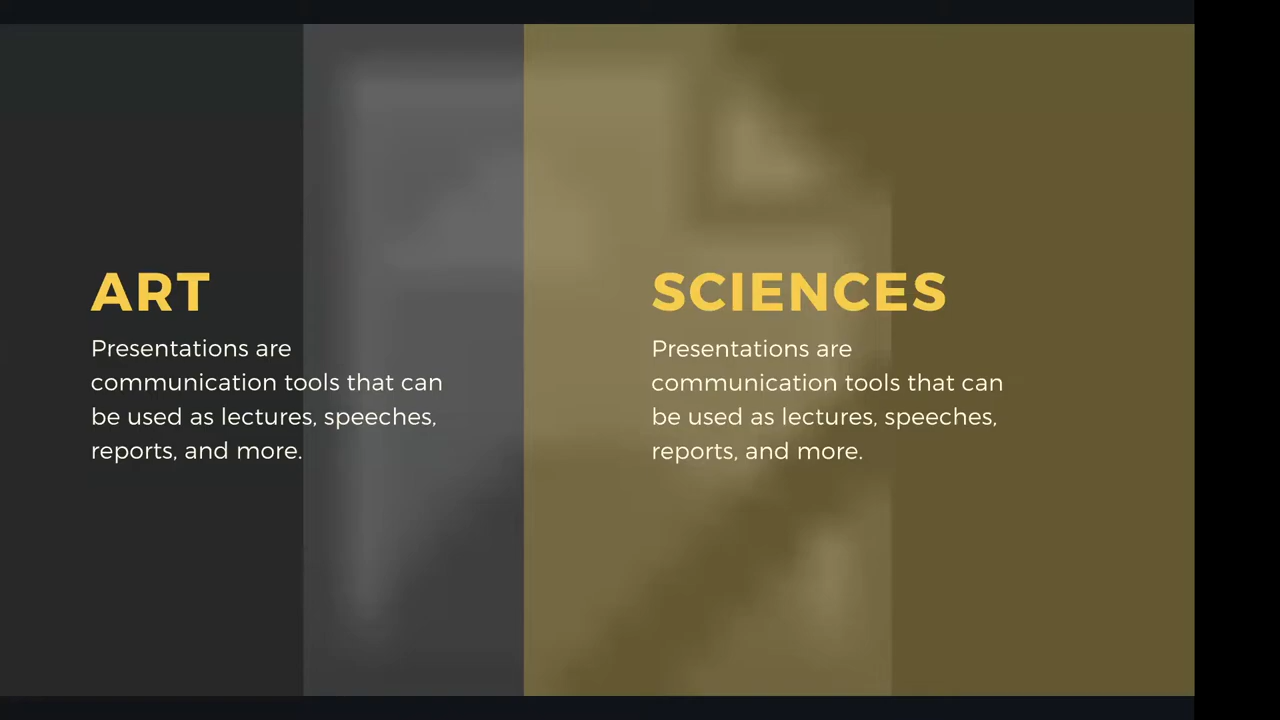 ART
Presentations are
communication tools that can
be used as lectures, speeches,
reports, and more.
SCIENCES
Presentations are
communication tools that can
be used as lectures, speeches,
reports, and more.